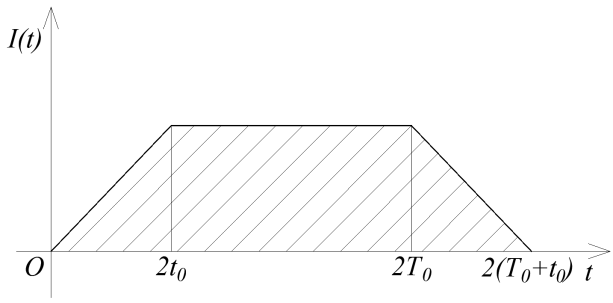 I(t)
O 2t₀ 2T₀ 2(T₀+t₀) t